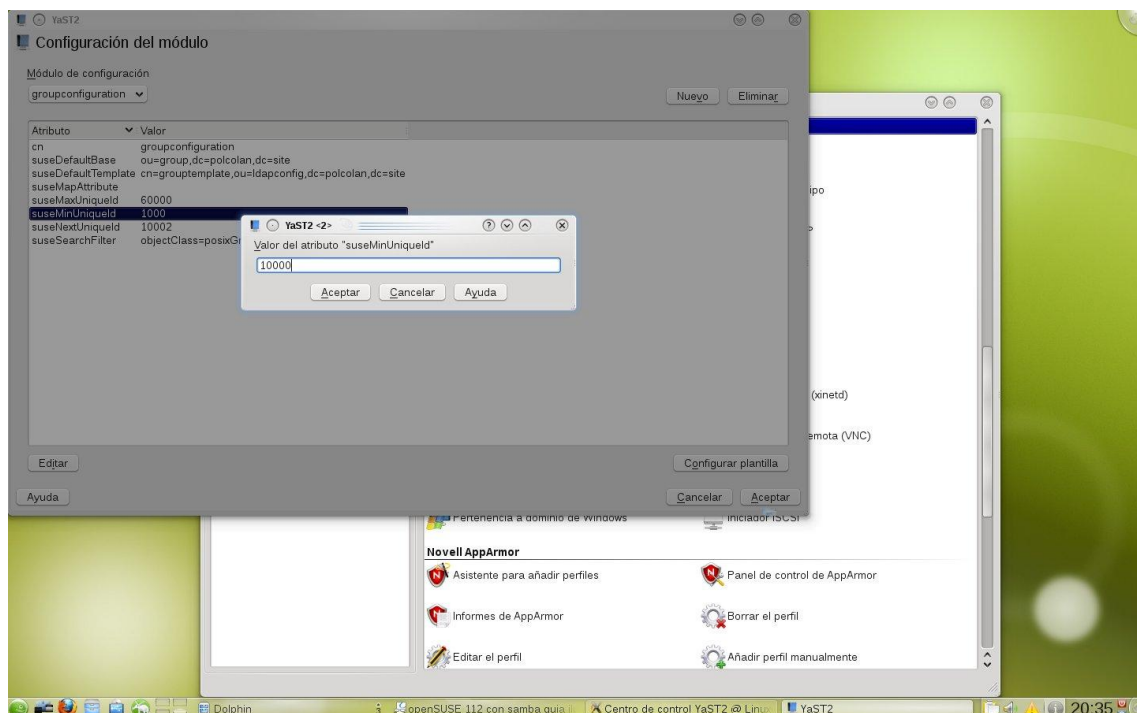 YaST2
Configuración del módulo
Módulo de configuración
groupconfiguration
Nuevo
Eliminar
Atributo
Valor
cn groupconfiguration
suseDefaultBase ou=group,dc=polcolan,dc=site
suseDefaultTemplate cn=grouptemplate,ou=ldapconfig,dc=polcolan,dc=site
suseMapAttribute
suseMaxUniqueId 60000
suseMinUniqueId 1000
suseNextUniqueId 10002
suseSearchFilter objectClass=posixGr
YaST2 <2>
Valor del atributo "suseMinUniqueId"
10000
Aceptar
Cancelar
Ayuda
ipo
(xinetd)
emota (VNC)
Editar
Configurar plantilla
Ayuda
Cancelar
Aceptar
Pertenencia a dominio de Windows
Iniciador iSCSI
Novell AppArmor
Asistente para añadir perfiles
Panel de control de AppArmor
Informes de AppArmor
Borrar el perfil
Editar el perfil
Añadir perfil manualmente
Dolphin
openSUSE 112 con samba guia
Centro de control YaST2 @ Linu
YaST2
20:35